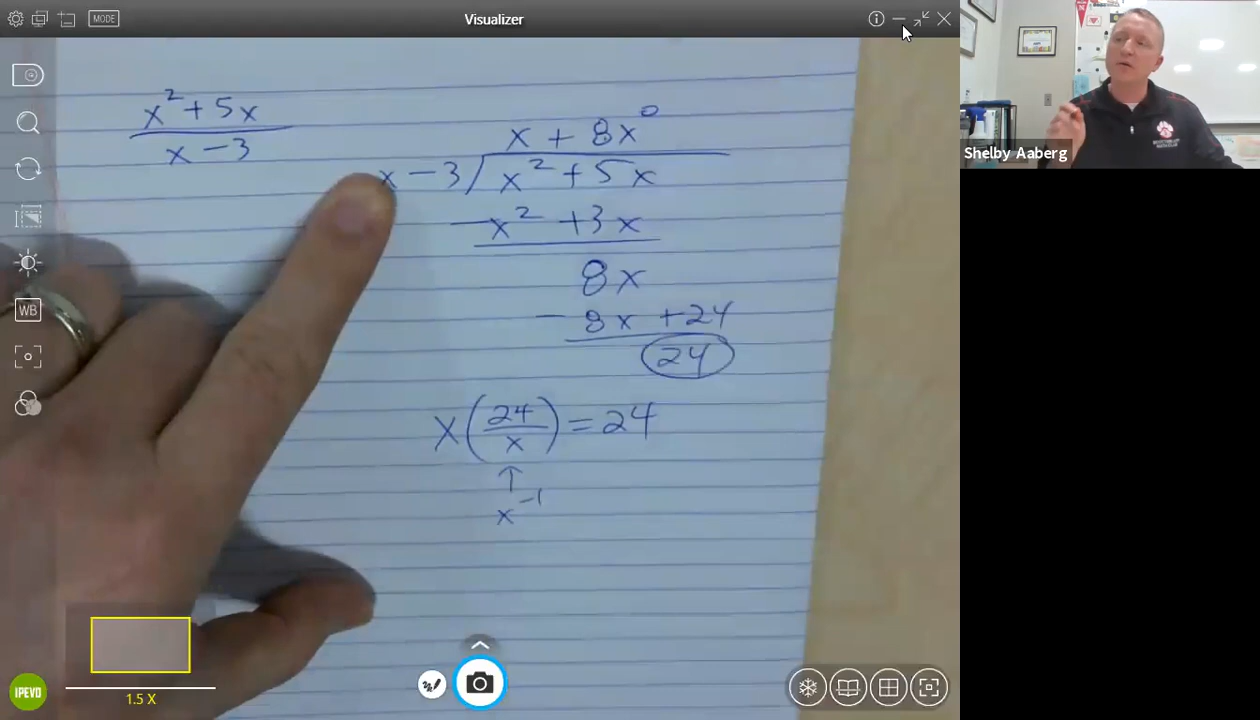 Visualizer
MODE
x² + 5x
x - 3
x + 8x⁰
x - 3 / x² + 5x
- x² + 3x
8x
- 8x + 24
24
x(24/x) = 24
↑
x⁻¹
WB
IPEVO
1.5 X
Shelby Aaberg